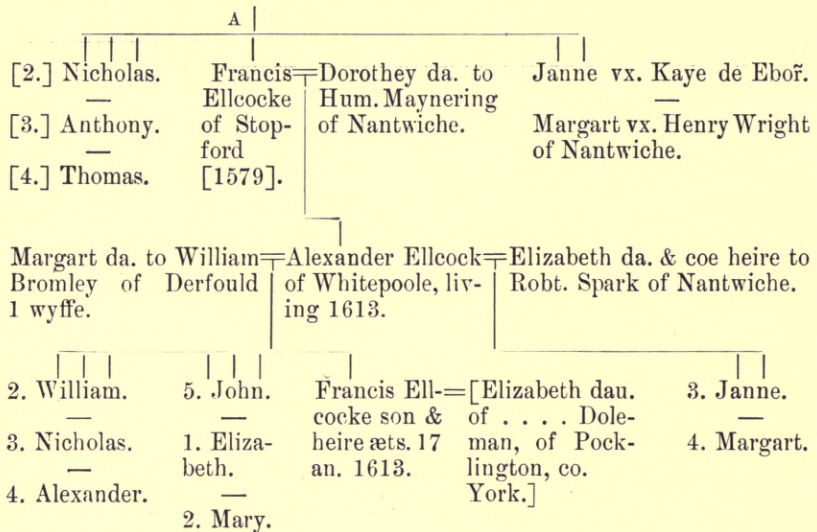 A
[2.] Nicholas.
—
[3.] Anthony.
—
[4.] Thomas.
Francis=Dorothey da. to
Ellcocke
of Stop-
ford
[1579].
Hum. Maynering
of Nantwiche.
Janne vx. Kaye de Ebor̃.
—
Margart vx. Henry Wright
of Nantwiche.
Margart da. to William=Alexander Ellcock=Elizabeth da. & coe heire to
Bromley of Derfould
1 wyffe.
of Whitepoole, liv-
ing 1613.
Robt. Spark of Nantwiche.
2. William.
—
3. Nicholas.
—
4. Alexander.
5. John.
—
1. Eliza-
beth.
—
2. Mary.
Francis Ell-=[Elizabeth dau.
cocke son &
heire æts. 17
an. 1613.
of . . . . Dole-
man, of Pock-
lington, co.
York.]
3. Janne.
—
4. Margart.